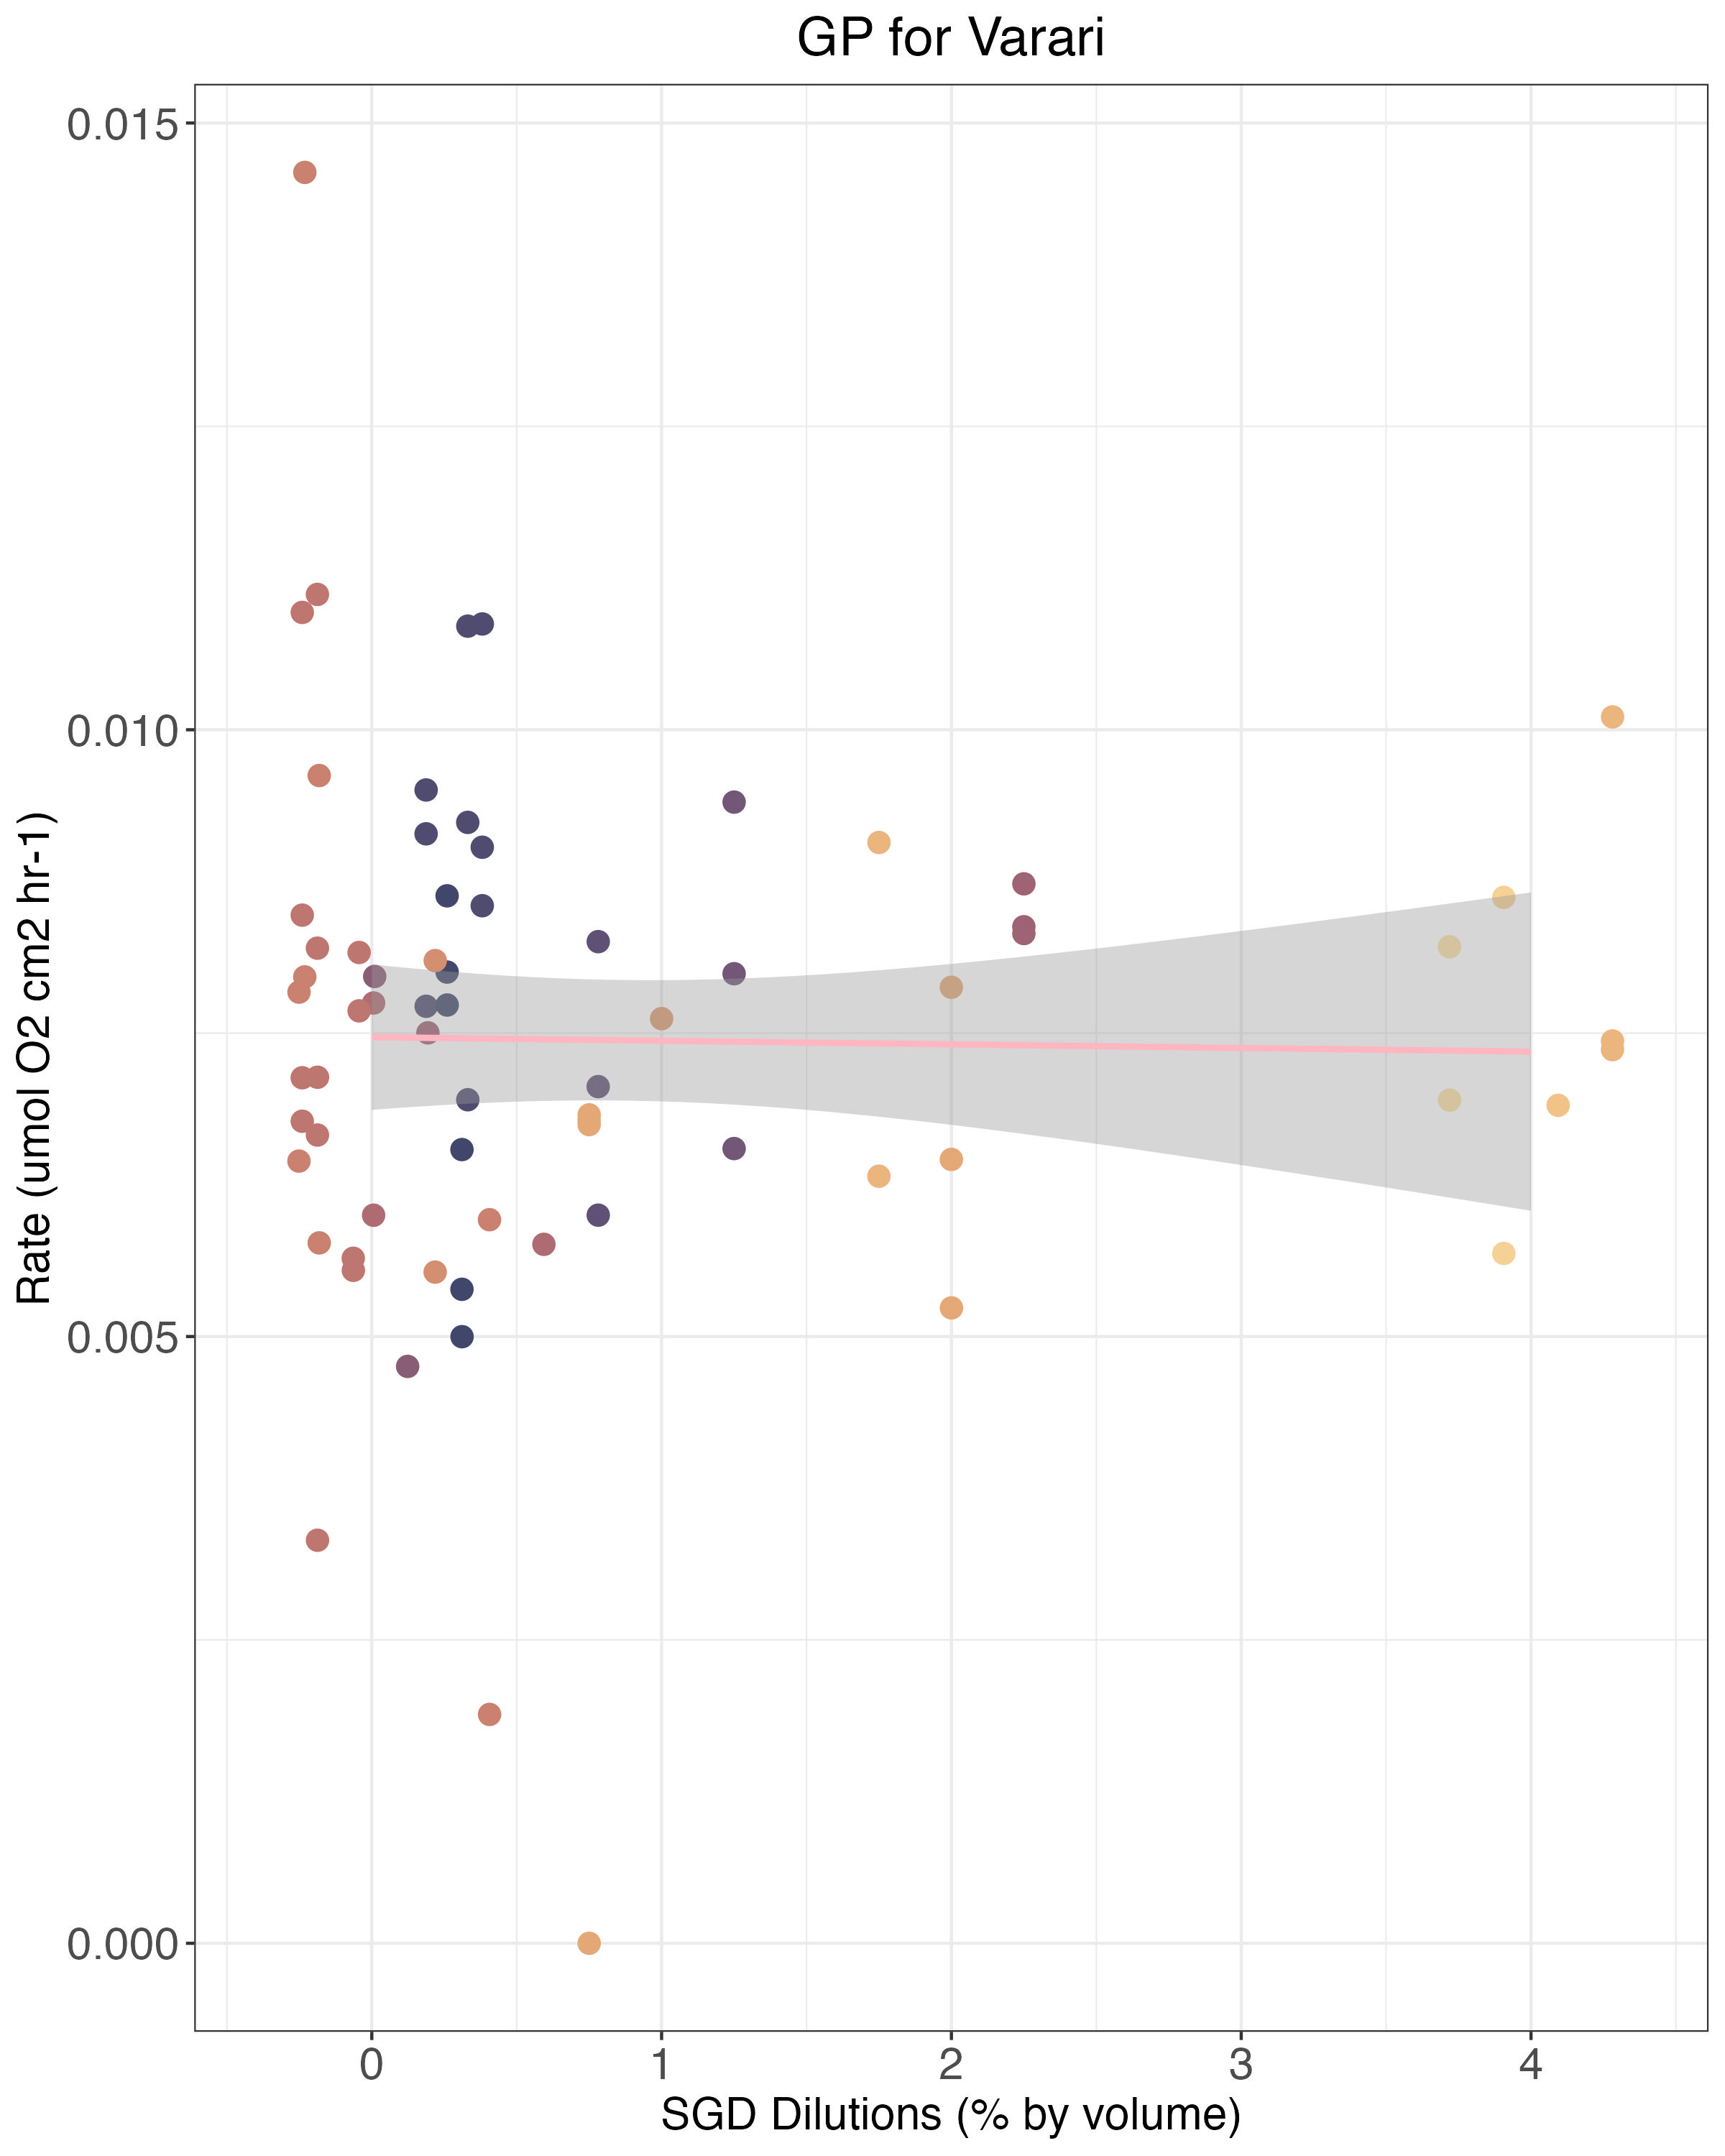 GP for Varari
0.015
0.010
0.005
0.000
Rate (umol O2 cm2 hr-1)
0 1 2 3 4
SGD Dilutions (% by volume)